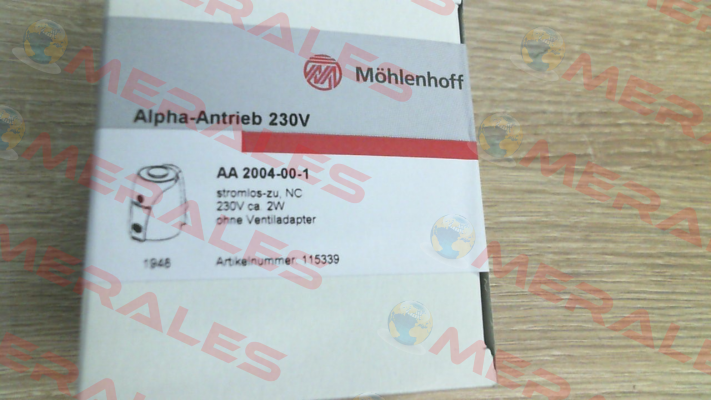 MERALES
Möhlenhoff
Alpha-Antrieb 230V
AA 2004-00-1
stromlos-zu, NC
230V ca. 2W
ohne Ventiladapter
1946
Artikelnummer: 115339
MERALES
MERALES
MERALES